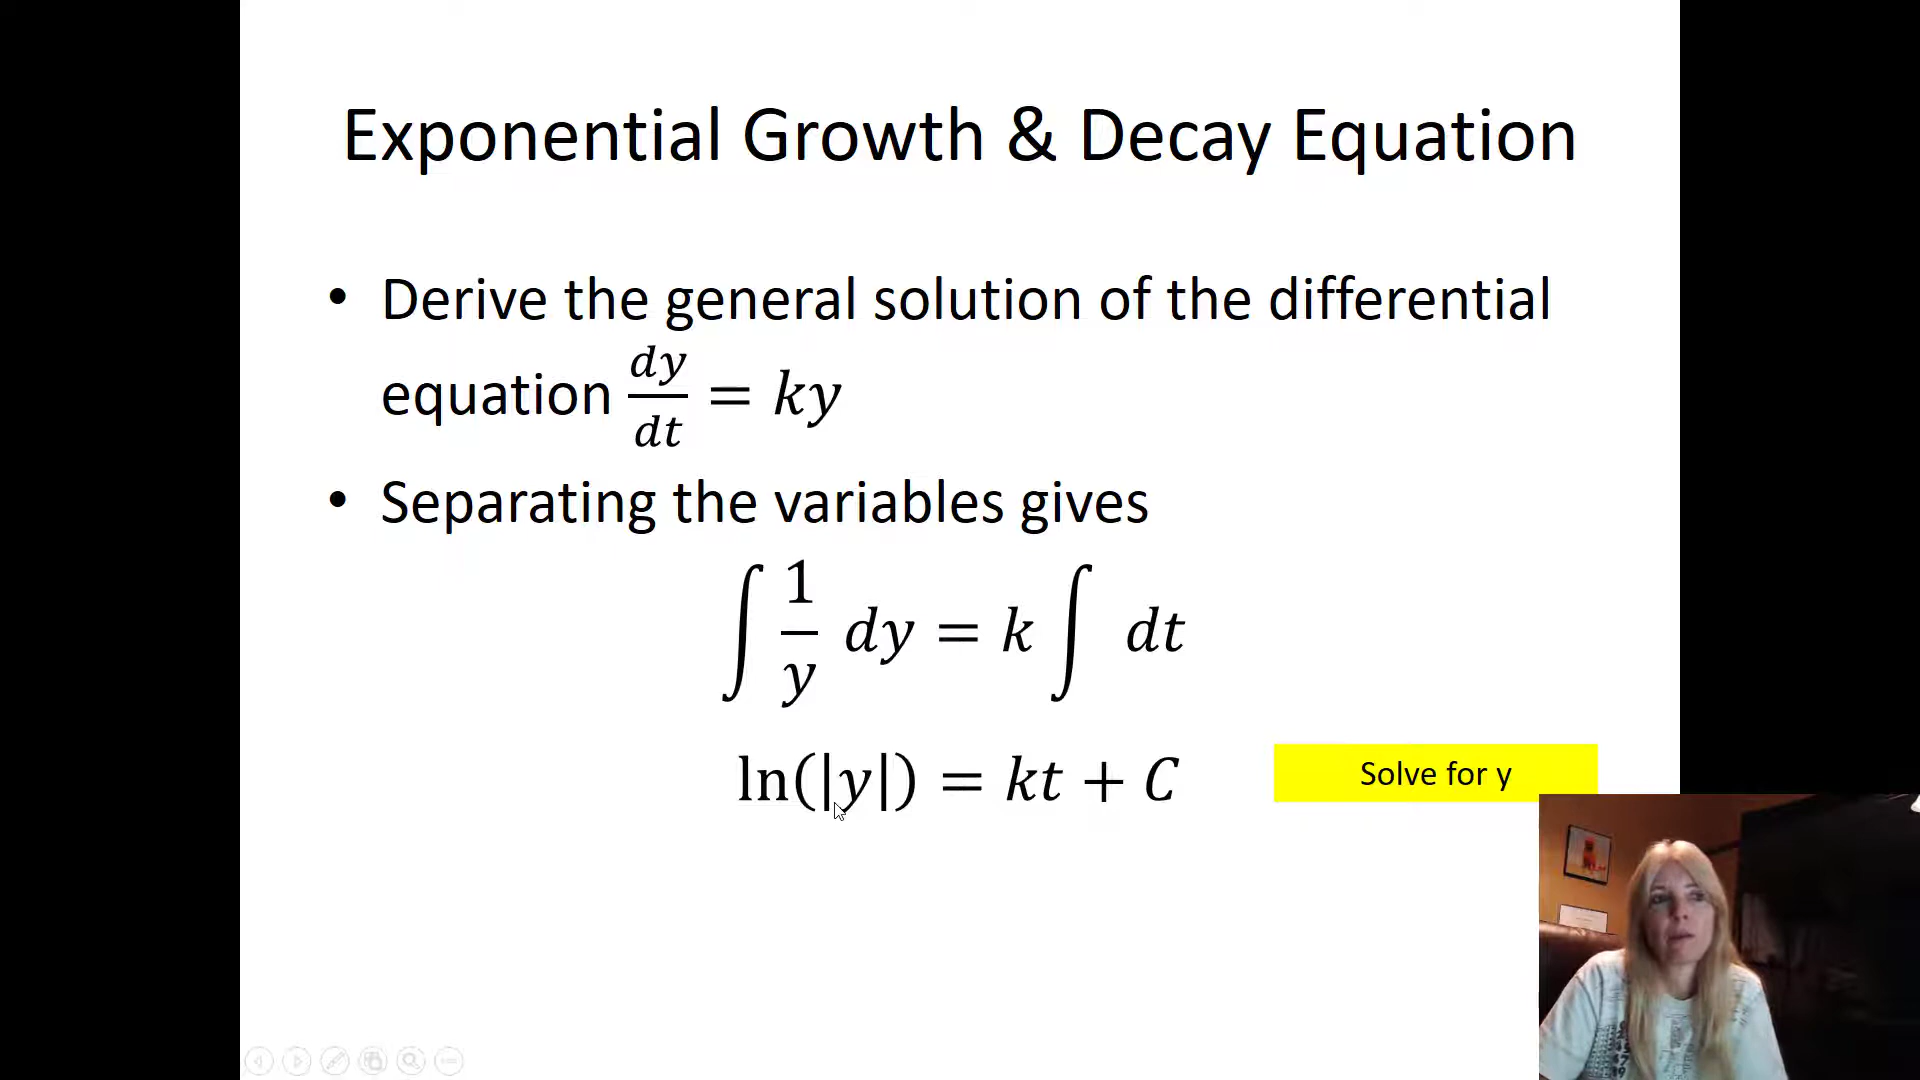 Exponential Growth & Decay Equation
• Derive the general solution of the differential
equation dy/dt = ky
• Separating the variables gives
∫ 1/y dy = k ∫ dt
ln(|y|) = kt + C
Solve for y